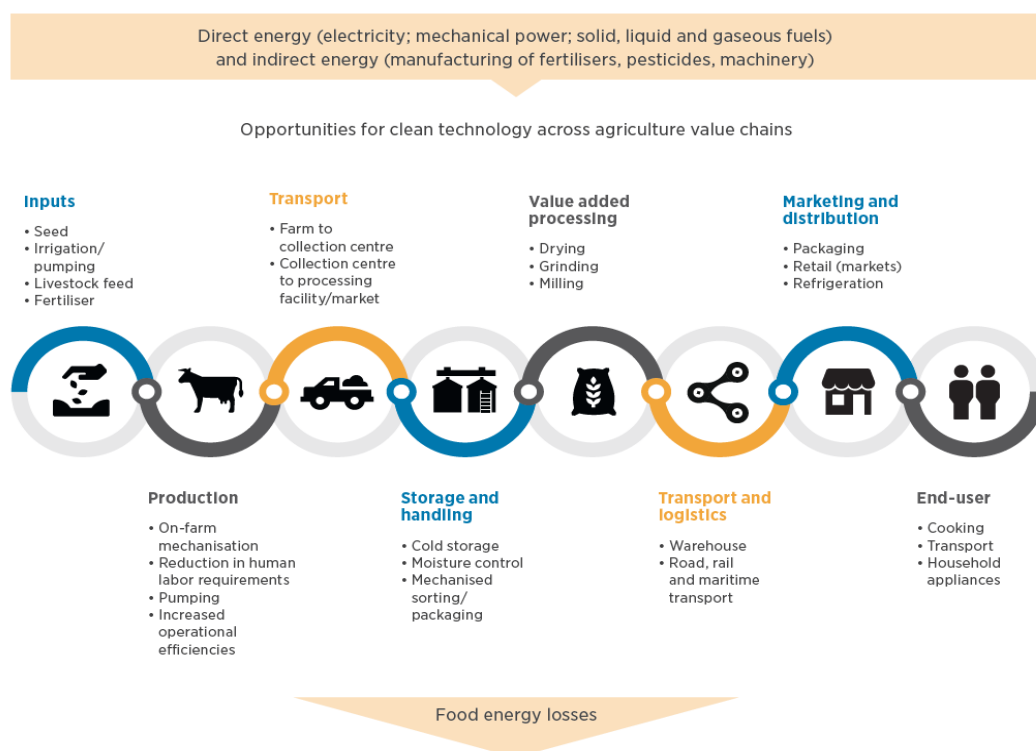 Direct energy (electricity; mechanical power; solid, liquid and gaseous fuels)
and indirect energy (manufacturing of fertilisers, pesticides, machinery)
Opportunities for clean technology across agriculture value chains
Inputs
• Seed
• Irrigation/
pumping
• Livestock feed
• Fertiliser
Transport
• Farm to
collection centre
• Collection centre
to processing
facility/market
Value added
processing
• Drying
• Grinding
• Milling
Marketing and
distribution
• Packaging
• Retail (markets)
• Refrigeration
Production
• On-farm
mechanisation
• Reduction in human
labor requirements
• Pumping
• Increased
operational
efficiencies
Storage and
handling
• Cold storage
• Moisture control
• Mechanised
sorting/
packaging
Transport and
logistics
• Warehouse
• Road, rail
and maritime
transport
End-user
• Cooking
• Transport
• Household
appliances
Food energy losses